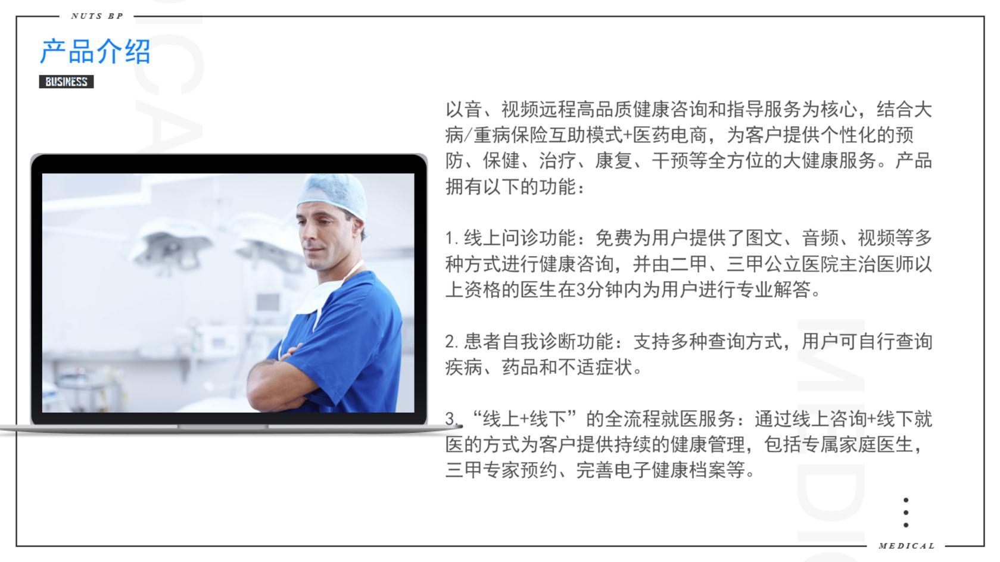 NUTS BP
产品介绍
BUSINESS
以音、视频远程高品质健康咨询和指导服务为核心，结合大
病/重病保险互助模式+医药电商，为客户提供个性化的预
防、保健、治疗、康复、干预等全方位的大健康服务。产品
拥有以下的功能：
1.线上问诊功能：免费为用户提供了图文、音频、视频等多
种方式进行健康咨询，并由二甲、三甲公立医院主治医师以
上资格的医生在3分钟内为用户进行专业解答。
2.患者自我诊断功能：支持多种查询方式，用户可自行查询
疾病、药品和不适症状。
3.“线上+线下”的全流程就医服务：通过线上咨询+线下就
医的方式为客户提供持续的健康管理，包括专属家庭医生，
三甲专家预约、完善电子健康档案等。
DICA
MEDIC
MEDICAL